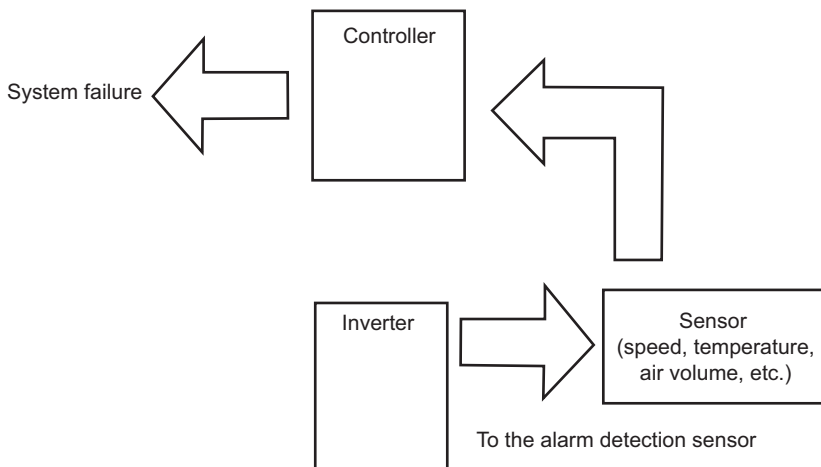 Controller
System failure
Inverter
Sensor
(speed, temperature,
air volume, etc.)
To the alarm detection sensor